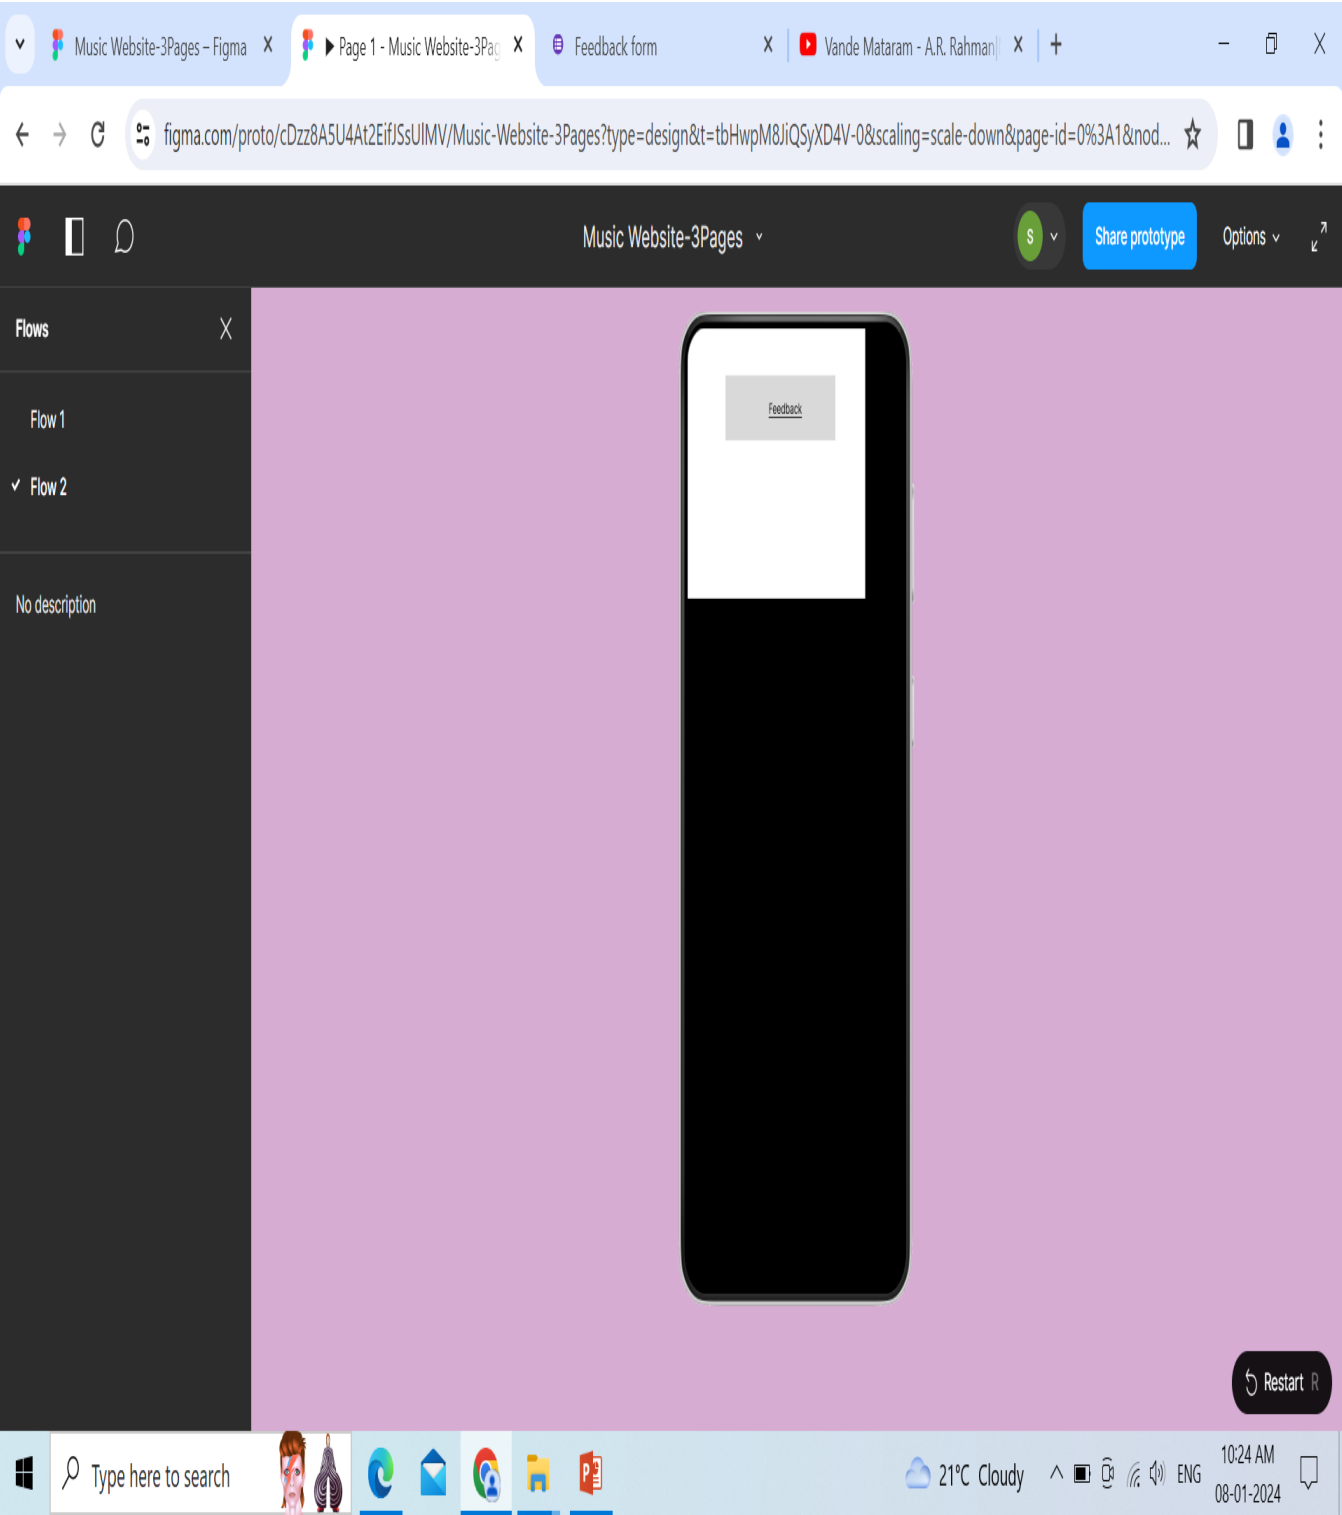 Music Website-3Pages – Figma
Page 1 - Music Website-3Pag
Feedback form
Vande Mataram - A.R. Rahman|
figma.com/proto/cDzz8A5U4At2EifJSsUlMV/Music-Website-3Pages?type=design&t=tbHwpM8JiQSyXD4V-0&scaling=scale-down&page-id=0%3A1&nod...
Music Website-3Pages
S
Share prototype
Options
Flows
Flow 1
Flow 2
No description
Feedback
Restart R
Type here to search
21°C Cloudy
ENG
10:24 AM
08-01-2024